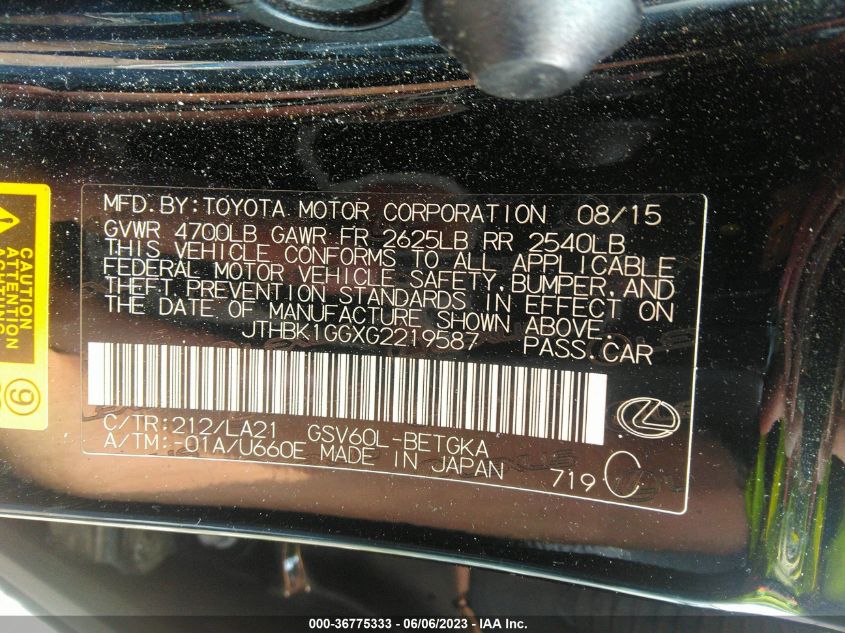 MFD.BY:TOYOTA MOTOR CORPORATION 08/15
GVWR 4700LB GAWR FR 2625LB RR 2540LB
THIS VEHICLE CONFORMS TO ALL APPLICABLE
FEDERAL MOTOR VEHICLE SAFETY,BUMPER,AND
THEFT PREVENTION STANDARDS IN EFFECT ON
THE DATE OF MANUFACTURE SHOWN ABOVE.
JTHBK1GGXG2219587 PASS.CAR
C/TR:212/LA21 GSV60L-BETGKA
A/TM:-01A/U660E MADE IN JAPAN 719C
CAUTION
ATTENTION
9
000-36775333 - 06/06/2023 - IAA Inc.